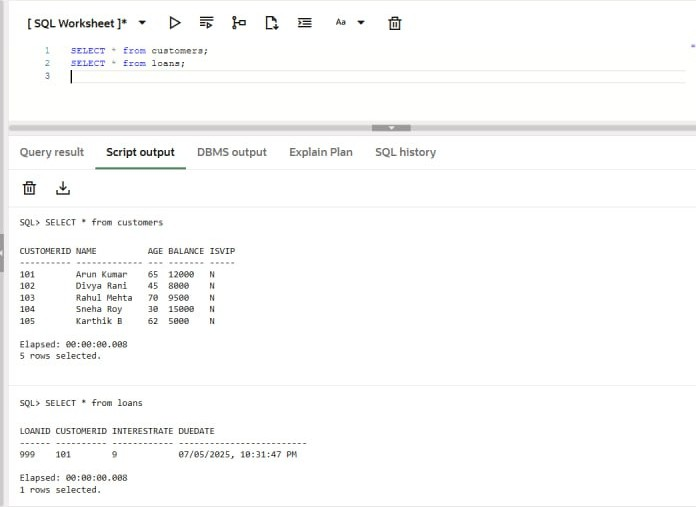 [ SQL Worksheet ]* Aa
1 SELECT * from customers;
2 SELECT * from loans;
3
Query result Script output DBMS output Explain Plan SQL history
SQL> SELECT * from customers
CUSTOMERID NAME AGE BALANCE ISVIP
---------- ------------- --- ------- -----
101 Arun Kumar 65 12000 N
102 Divya Rani 45 8000 N
103 Rahul Mehta 70 9500 N
104 Sneha Roy 30 15000 N
105 Karthik B 62 5000 N
Elapsed: 00:00:00.008
5 rows selected.
SQL> SELECT * from loans
LOANID CUSTOMERID INTERESTRATE DUEDATE
------ ---------- ------------ -----------------------
999 101 9 07/05/2025, 10:31:47 PM
Elapsed: 00:00:00.008
1 rows selected.